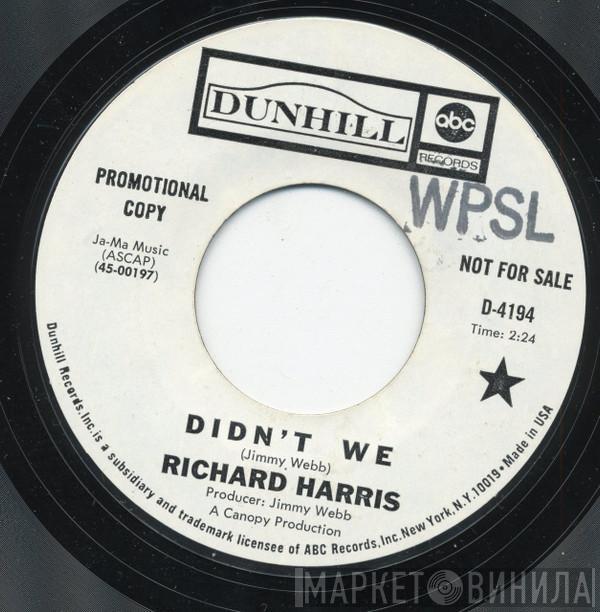 DUNHILL
abc
RECORDS
WPSL
PROMOTIONAL
COPY
Ja-Ma Music
(ASCAP)
(45-00197)
NOT FOR SALE
D-4194
Time: 2:24
DIDN'T WE
(Jimmy Webb)
RICHARD HARRIS
Producer: Jimmy Webb
A Canopy Production
Dunhill Records, Inc. is a subsidiary and trademark licensee of ABC Records, Inc. New York, N.Y. 10019 • Made in USA
МАРКЕТ ВИНИЛА